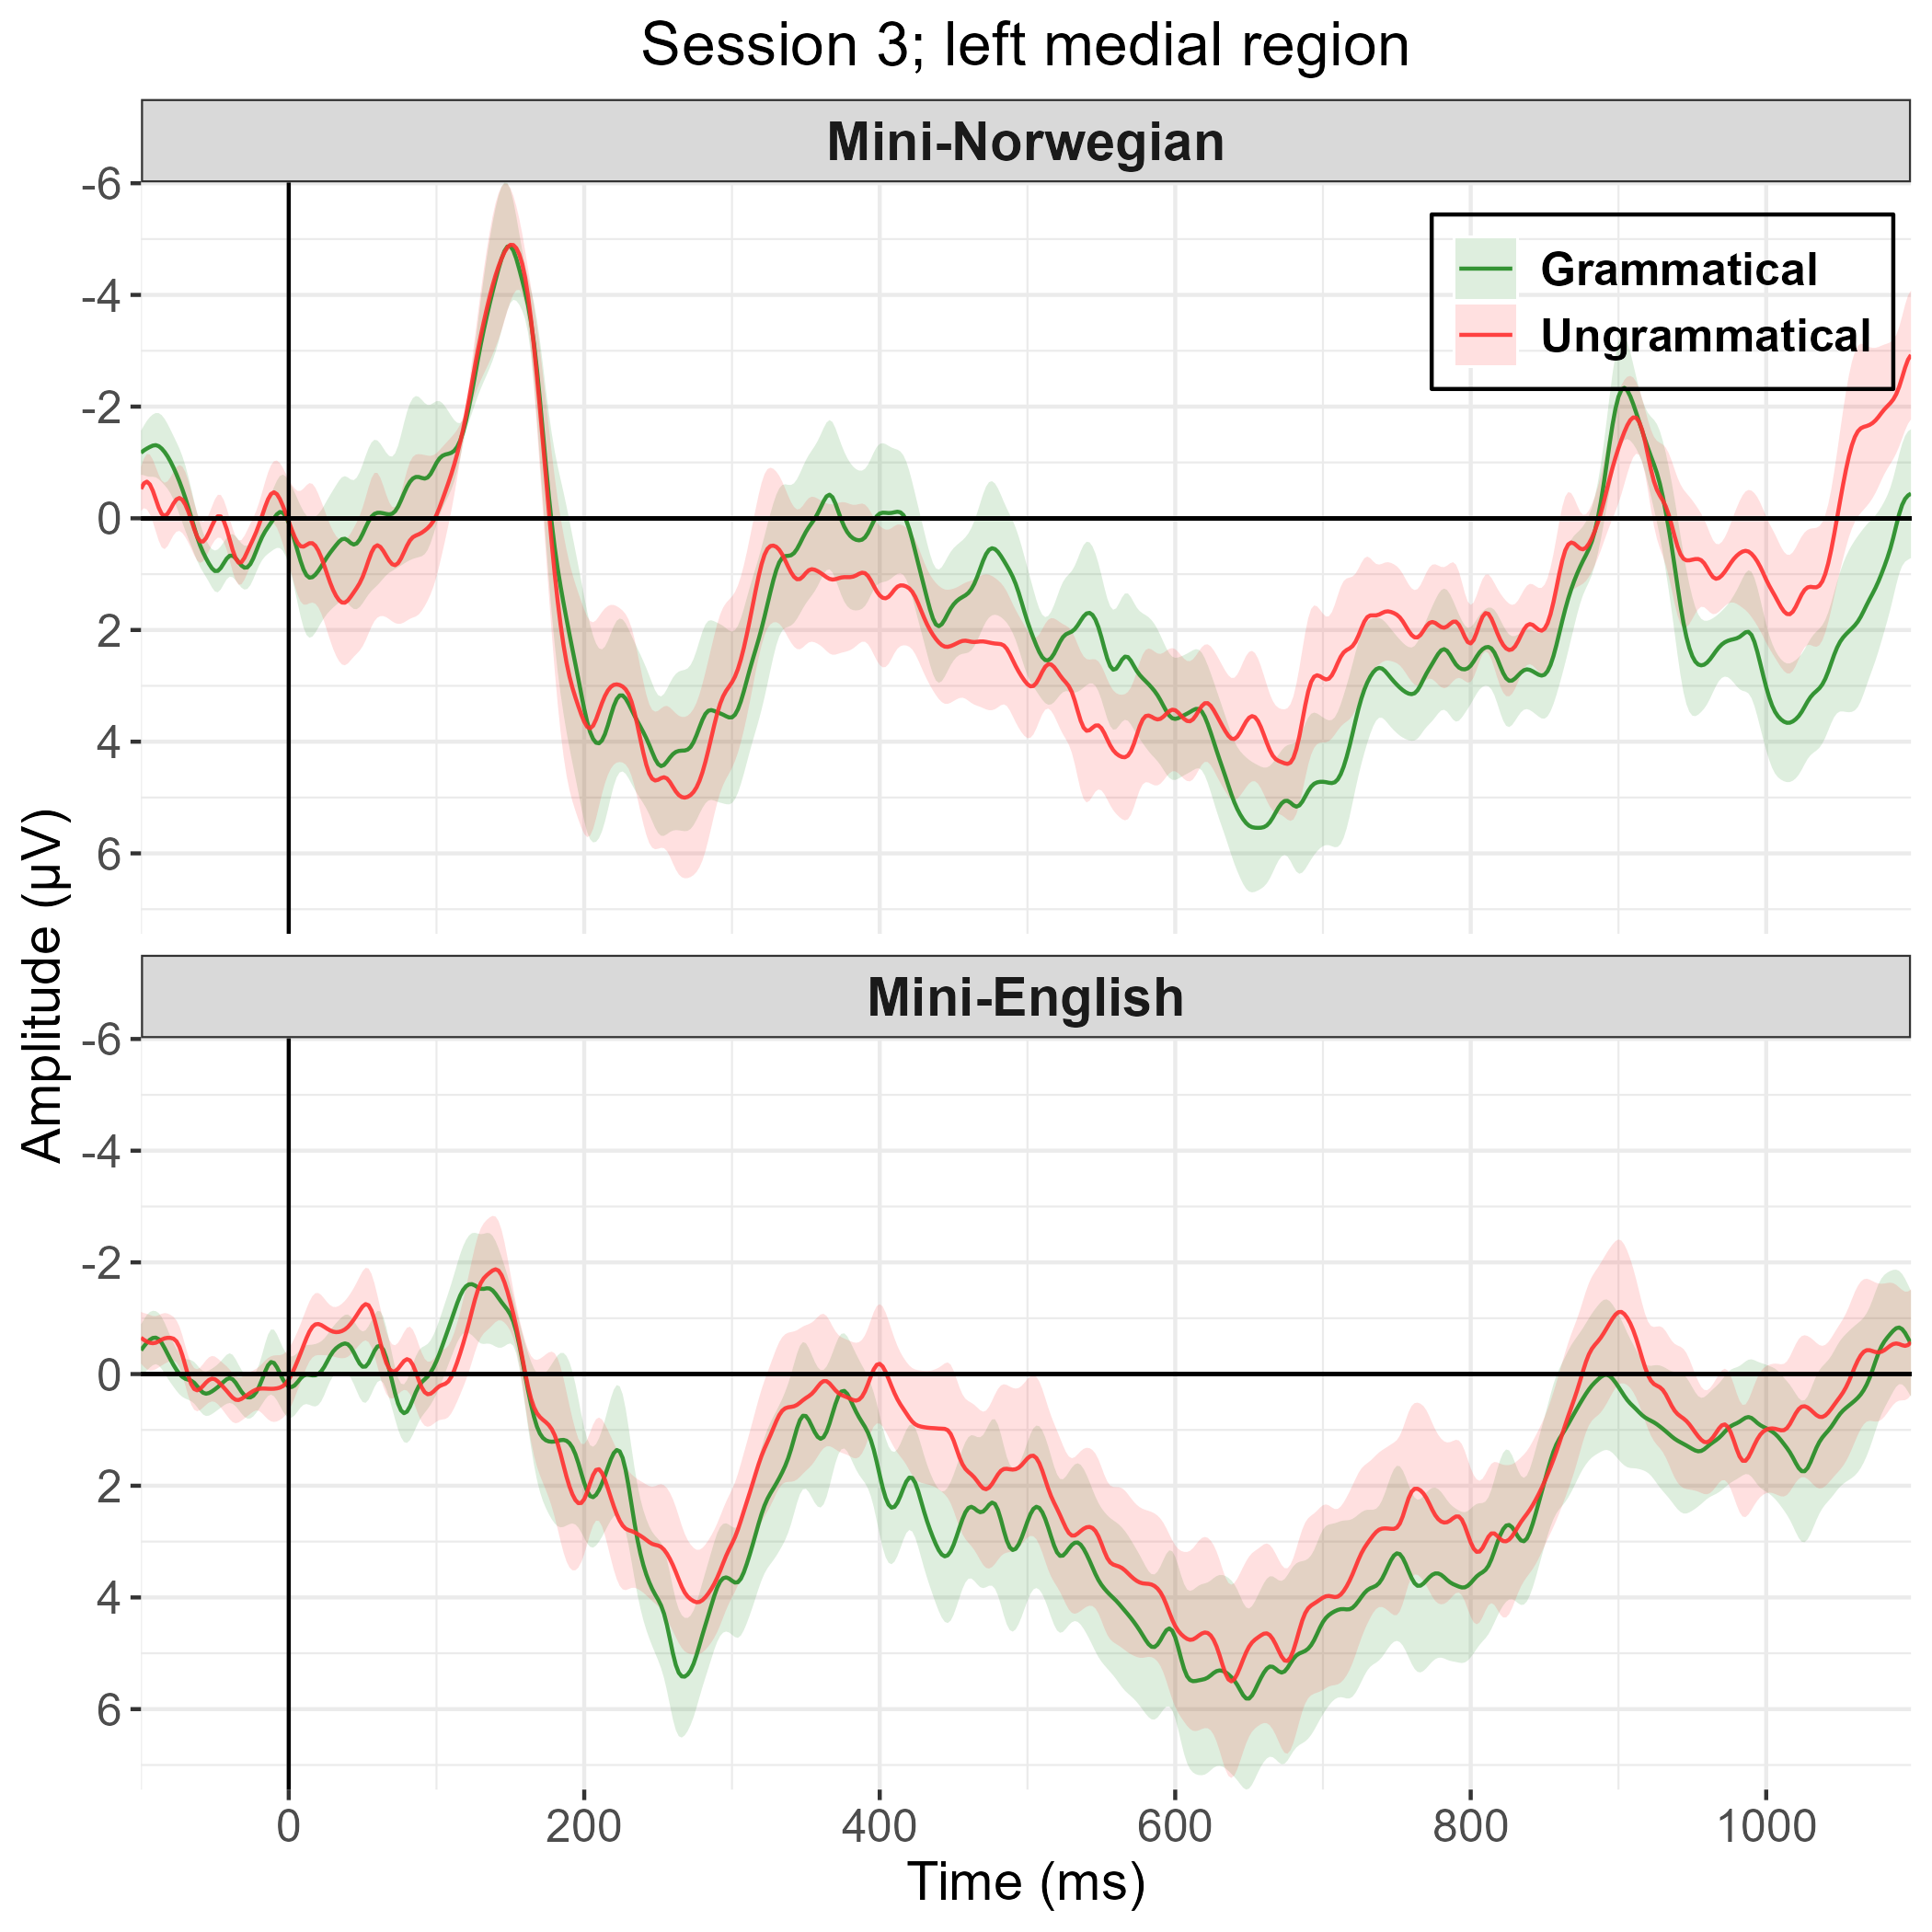 Session 3; left medial region
Mini-Norwegian
-6
-4
-2
0
2
4
6
Grammatical
Ungrammatical
Amplitude (µV)
Mini-English
-6
-4
-2
0
2
4
6
0 200 400 600 800 1000
Time (ms)